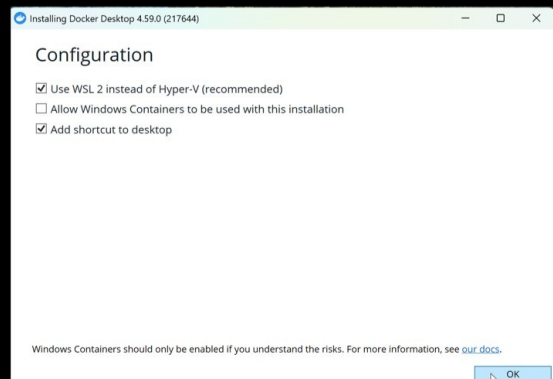 Installing Docker Desktop 4.59.0 (217644)
Configuration
Use WSL 2 instead of Hyper-V (recommended)
Allow Windows Containers to be used with this installation
Add shortcut to desktop
Windows Containers should only be enabled if you understand the risks. For more information, see our docs.
OK